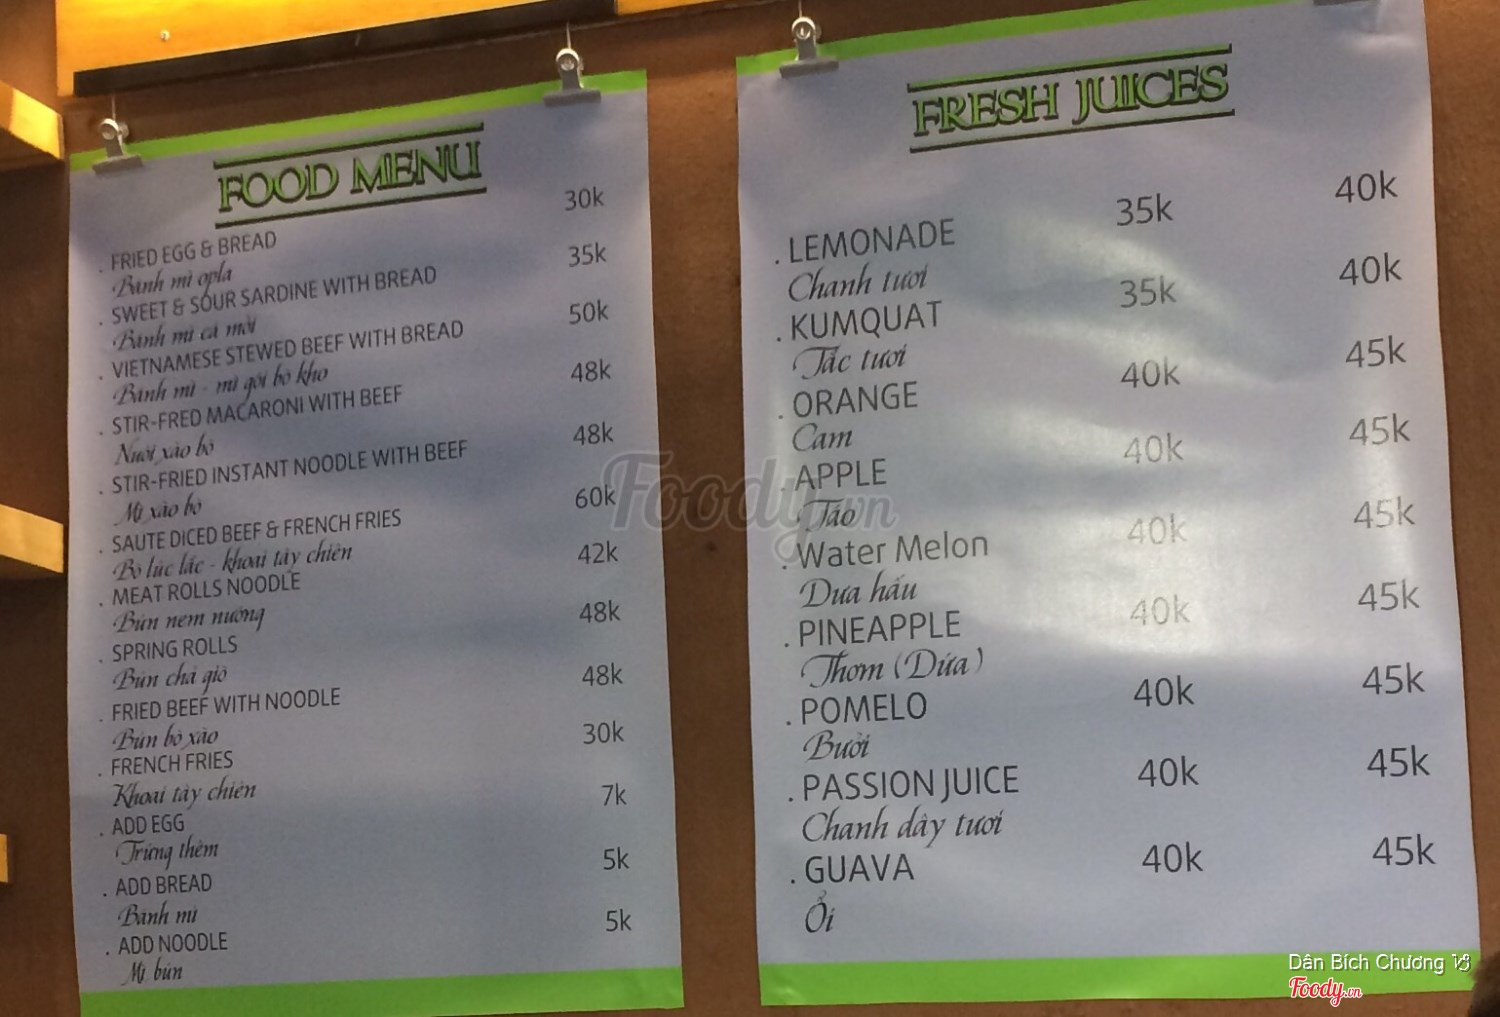 FOOD MENU
. FRIED EGG & BREAD 30k
Bánh mì opla
. SWEET & SOUR SARDINE WITH BREAD 35k
Bánh mì cá mòi
. VIETNAMESE STEWED BEEF WITH BREAD 50k
Bánh mì - mì gói bò kho
. STIR-FRED MACARONI WITH BEEF 48k
Nuôi xào bò
. STIR-FRIED INSTANT NOODLE WITH BEEF 48k
Mì xào bò
. SAUTE DICED BEEF & FRENCH FRIES 60k
Bò lúc lắc - khoai tây chiên
. MEAT ROLLS NOODLE 42k
Bún nem nướng
. SPRING ROLLS 48k
Bún chả giò
. FRIED BEEF WITH NOODLE 48k
Bún bò xào
. FRENCH FRIES 30k
Khoai tây chiên
. ADD EGG 7k
Trứng thêm
. ADD BREAD 5k
Bánh mì
. ADD NOODLE 5k
Mì bún
FRESH JUICES
. LEMONADE 35k 40k
Chanh tươi
. KUMQUAT 35k 40k
Tắc tươi
. ORANGE 40k 45k
Cam
. APPLE 40k 45k
Táo
. Water Melon 40k 45k
Dưa hấu
. PINEAPPLE 40k 45k
Thơm (Dứa)
. POMELO 40k 45k
Bưởi
. PASSION JUICE 40k 45k
Chanh dây tươi
. GUAVA 40k 45k
Ổi
Foody.vn
Dân Bích Chương
Foody.vn